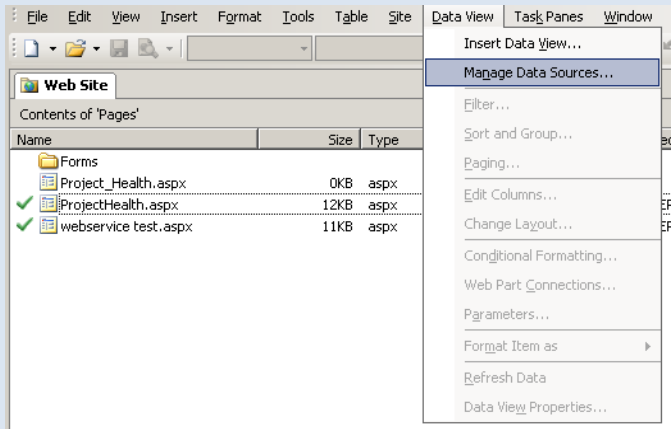 File Edit View Insert Format Tools Table Site Data View Task Panes Window
Insert Data View...
Manage Data Sources...
Web Site
Contents of 'Pages'
Filter...
Name Size Type
Sort and Group...
Forms
Paging...
Project_Health.aspx 0KB aspx
Edit Columns...
ProjectHealth.aspx 12KB aspx
Change Layout...
webservice test.aspx 11KB aspx
Conditional Formatting...
Web Part Connections...
Parameters...
Format Item as
Refresh Data
Data View Properties...